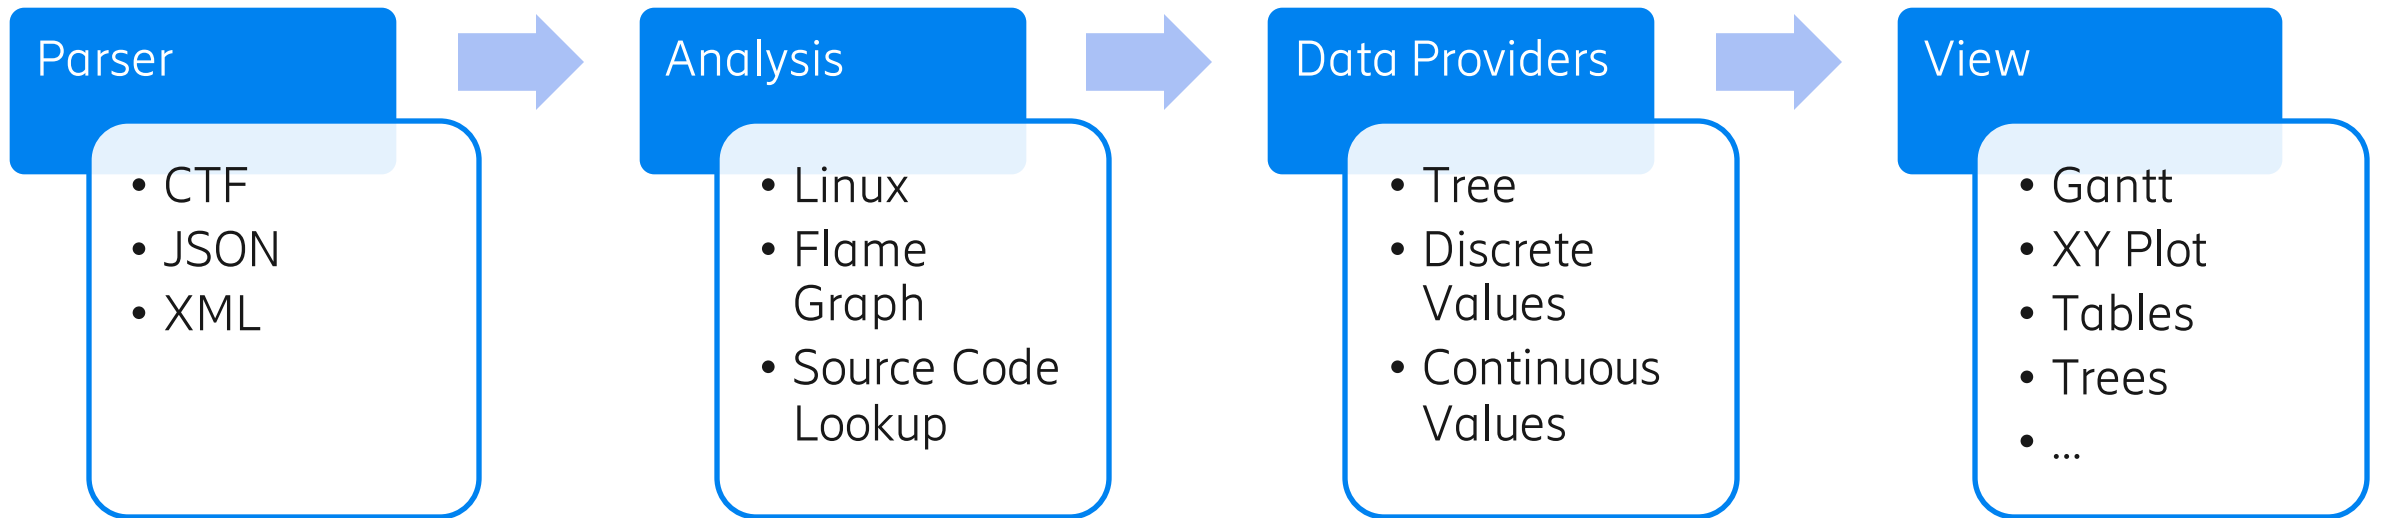 Parser
• CTF
• JSON
• XML
Analysis
• Linux
• Flame
Graph
• Source Code
Lookup
Data Providers
• Tree
• Discrete
Values
• Continuous
Values
View
• Gantt
• XY Plot
• Tables
• Trees
• ...